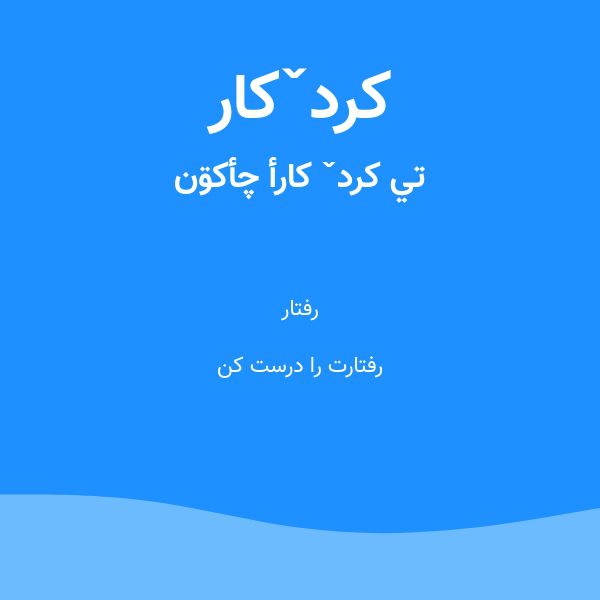 کردˇکار
تي کردˇ کارأ چأکۊن
رفتار
رفتارت را درست کن